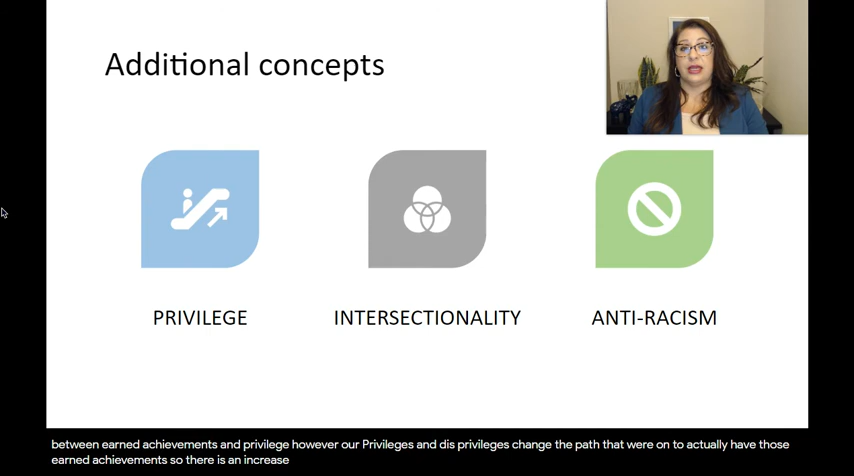 Additional concepts
PRIVILEGE
INTERSECTIONALITY
ANTI-RACISM
between earned achievements and privilege however our Privileges and dis privileges change the path that were on to actually have those
earned achievements so there is an increase